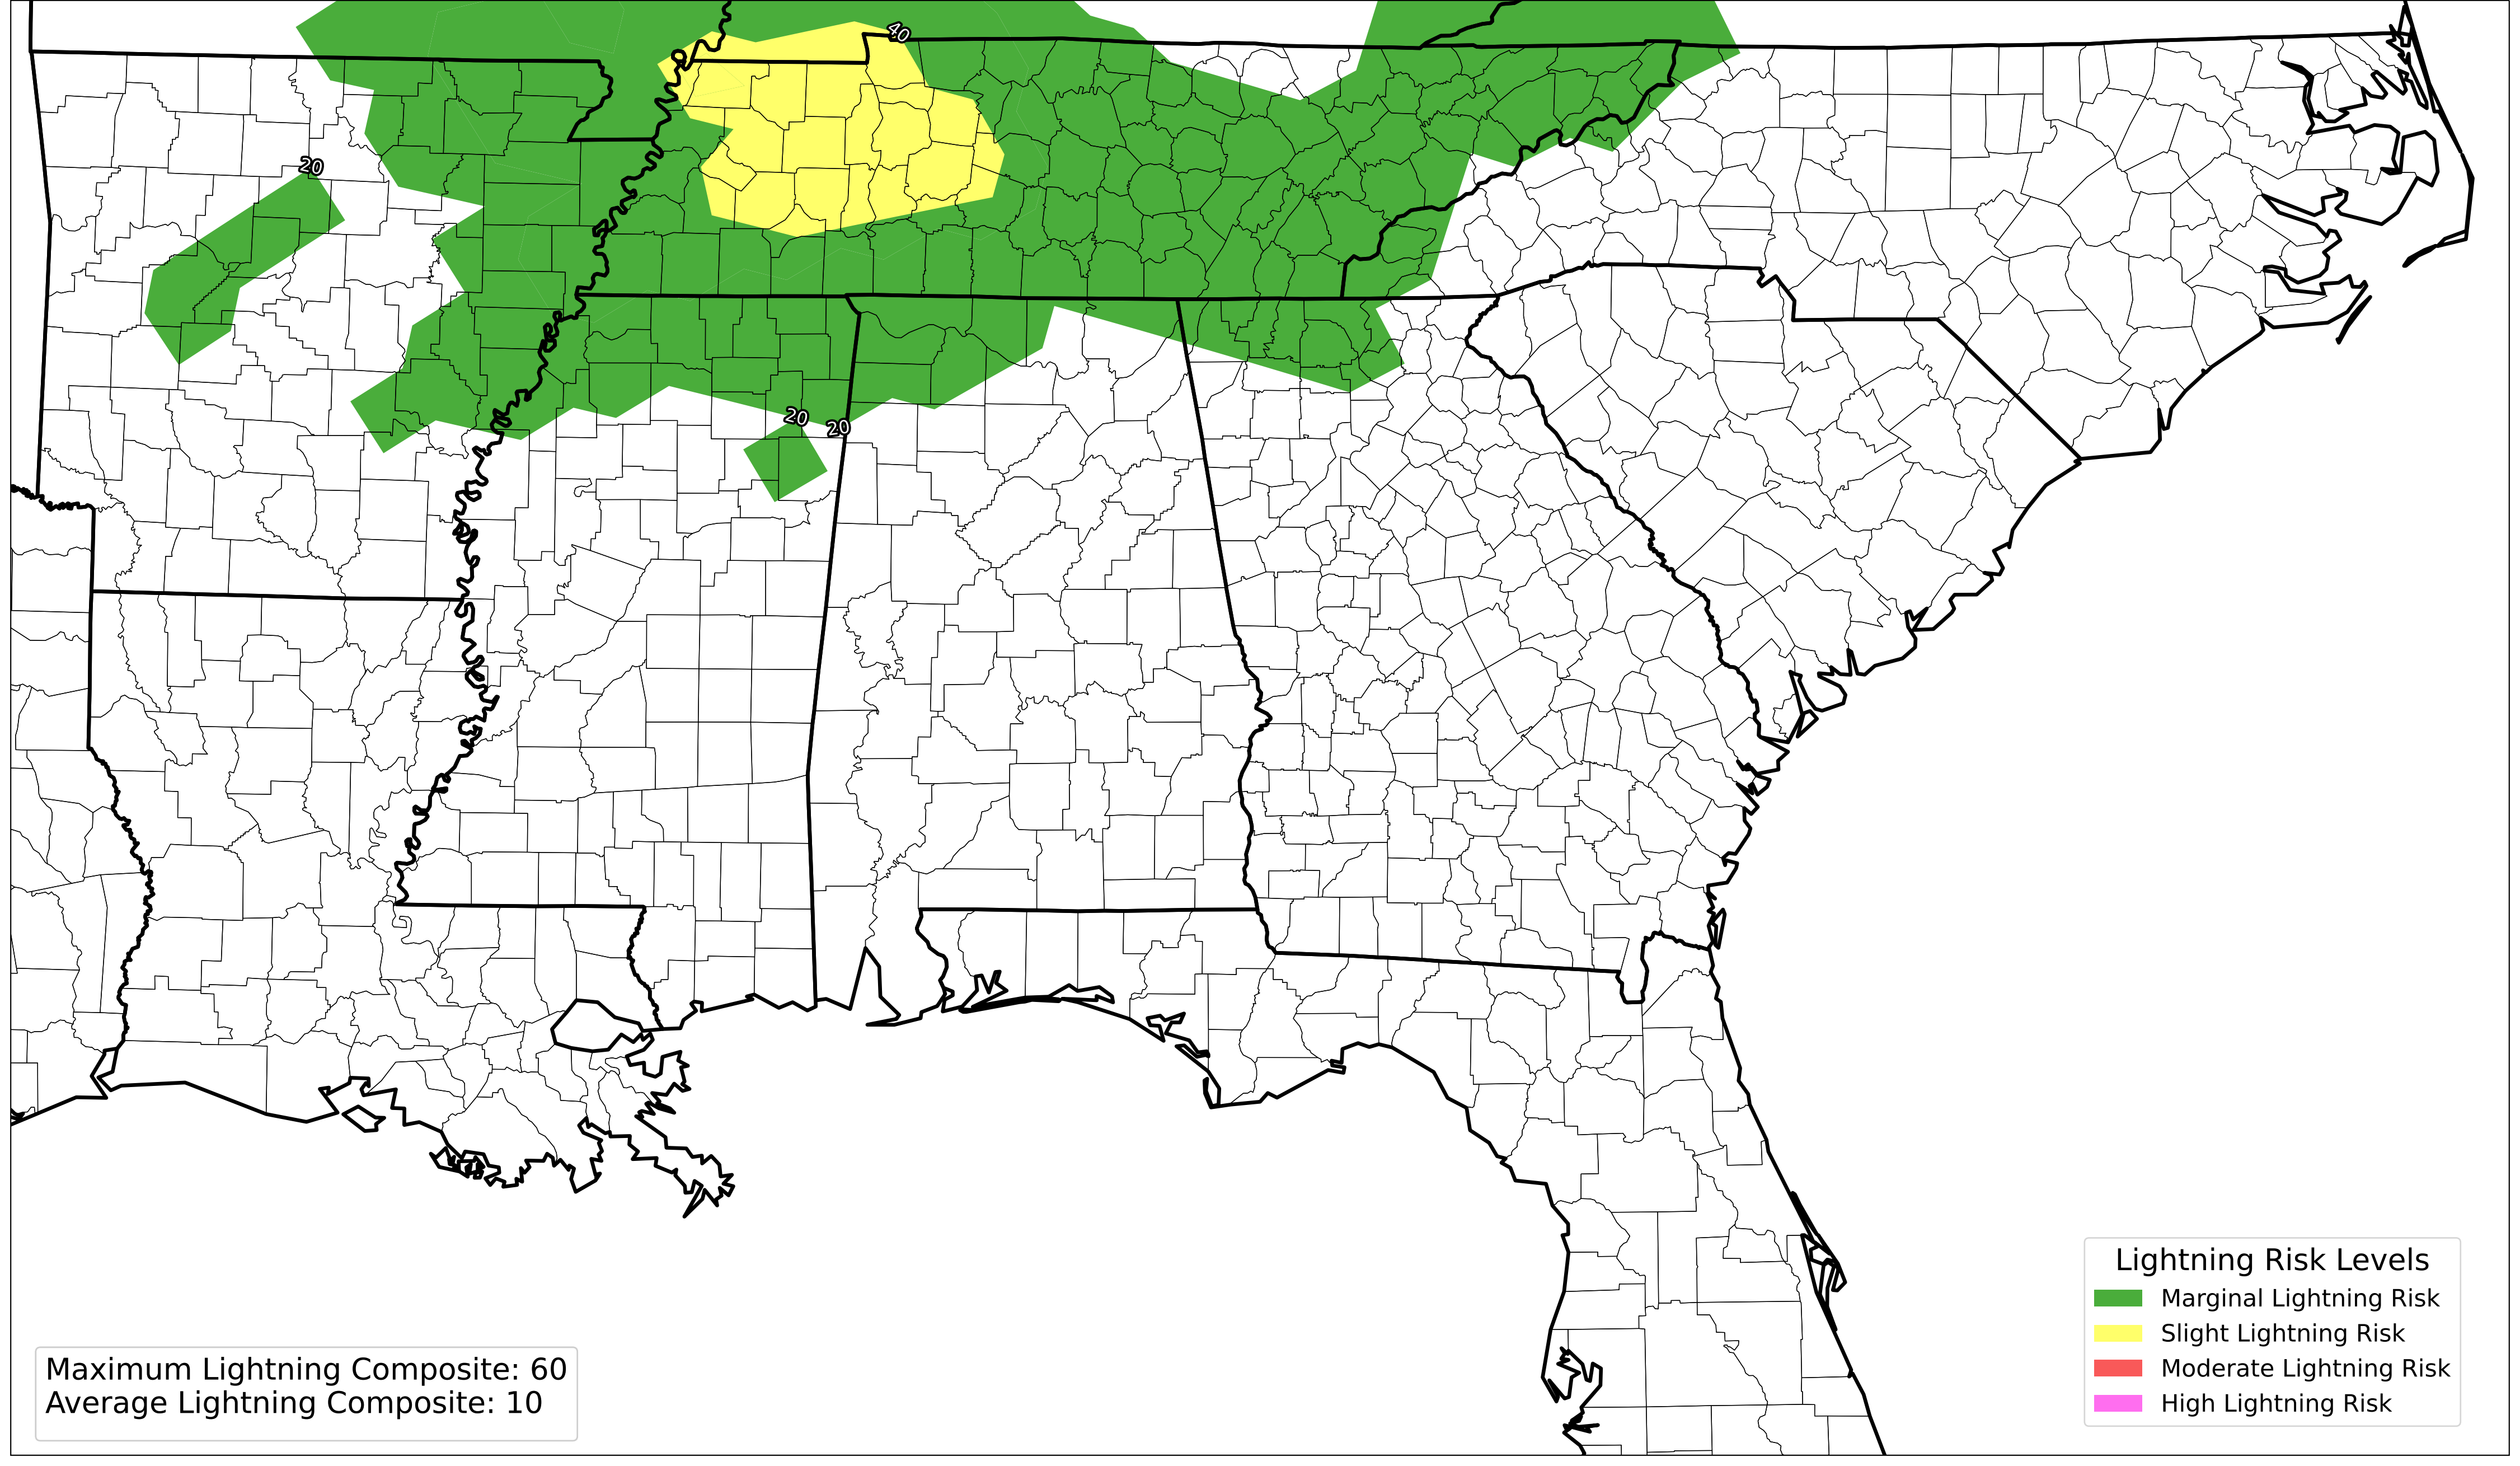 40
20
20
20
Lightning Risk Levels
Marginal Lightning Risk
Slight Lightning Risk
Moderate Lightning Risk
High Lightning Risk
Maximum Lightning Composite: 60
Average Lightning Composite: 10